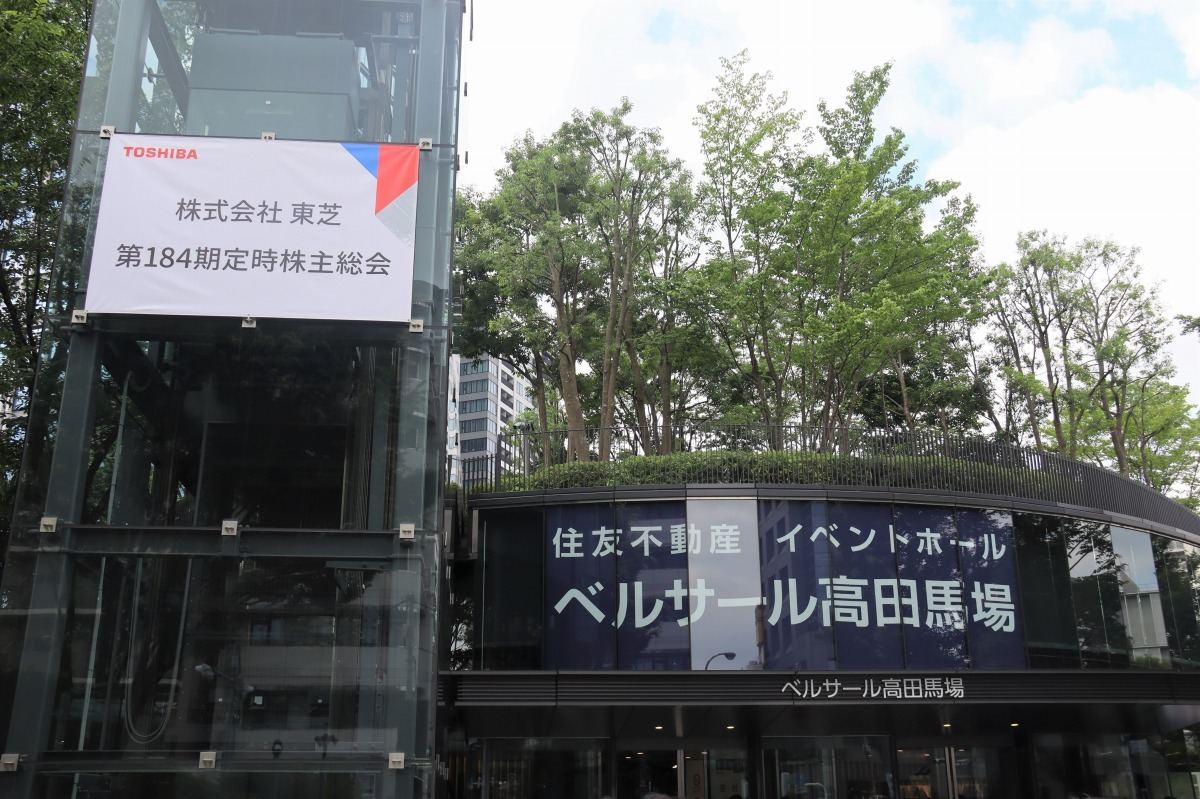 TOSHIBA
株式会社 東芝
第184期定時株主総会
住友不動産 イベントホール
ベルサール高田馬場
ベルサール高田馬場